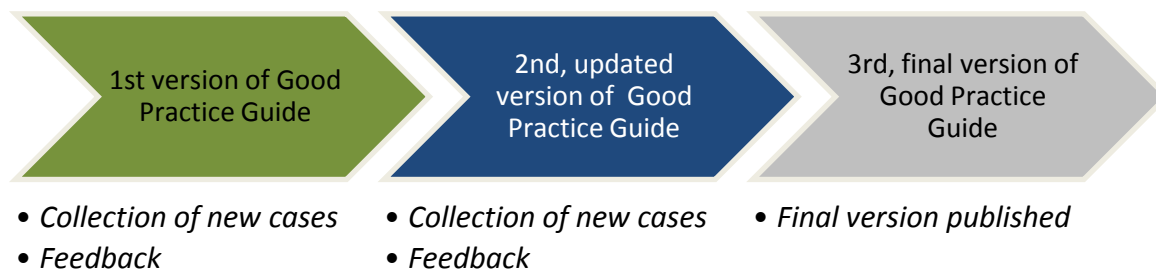 1st version of Good
Practice Guide
2nd, updated
version of Good
Practice Guide
3rd, final version of
Good Practice
Guide
• Collection of new cases
• Feedback
• Collection of new cases
• Feedback
• Final version published